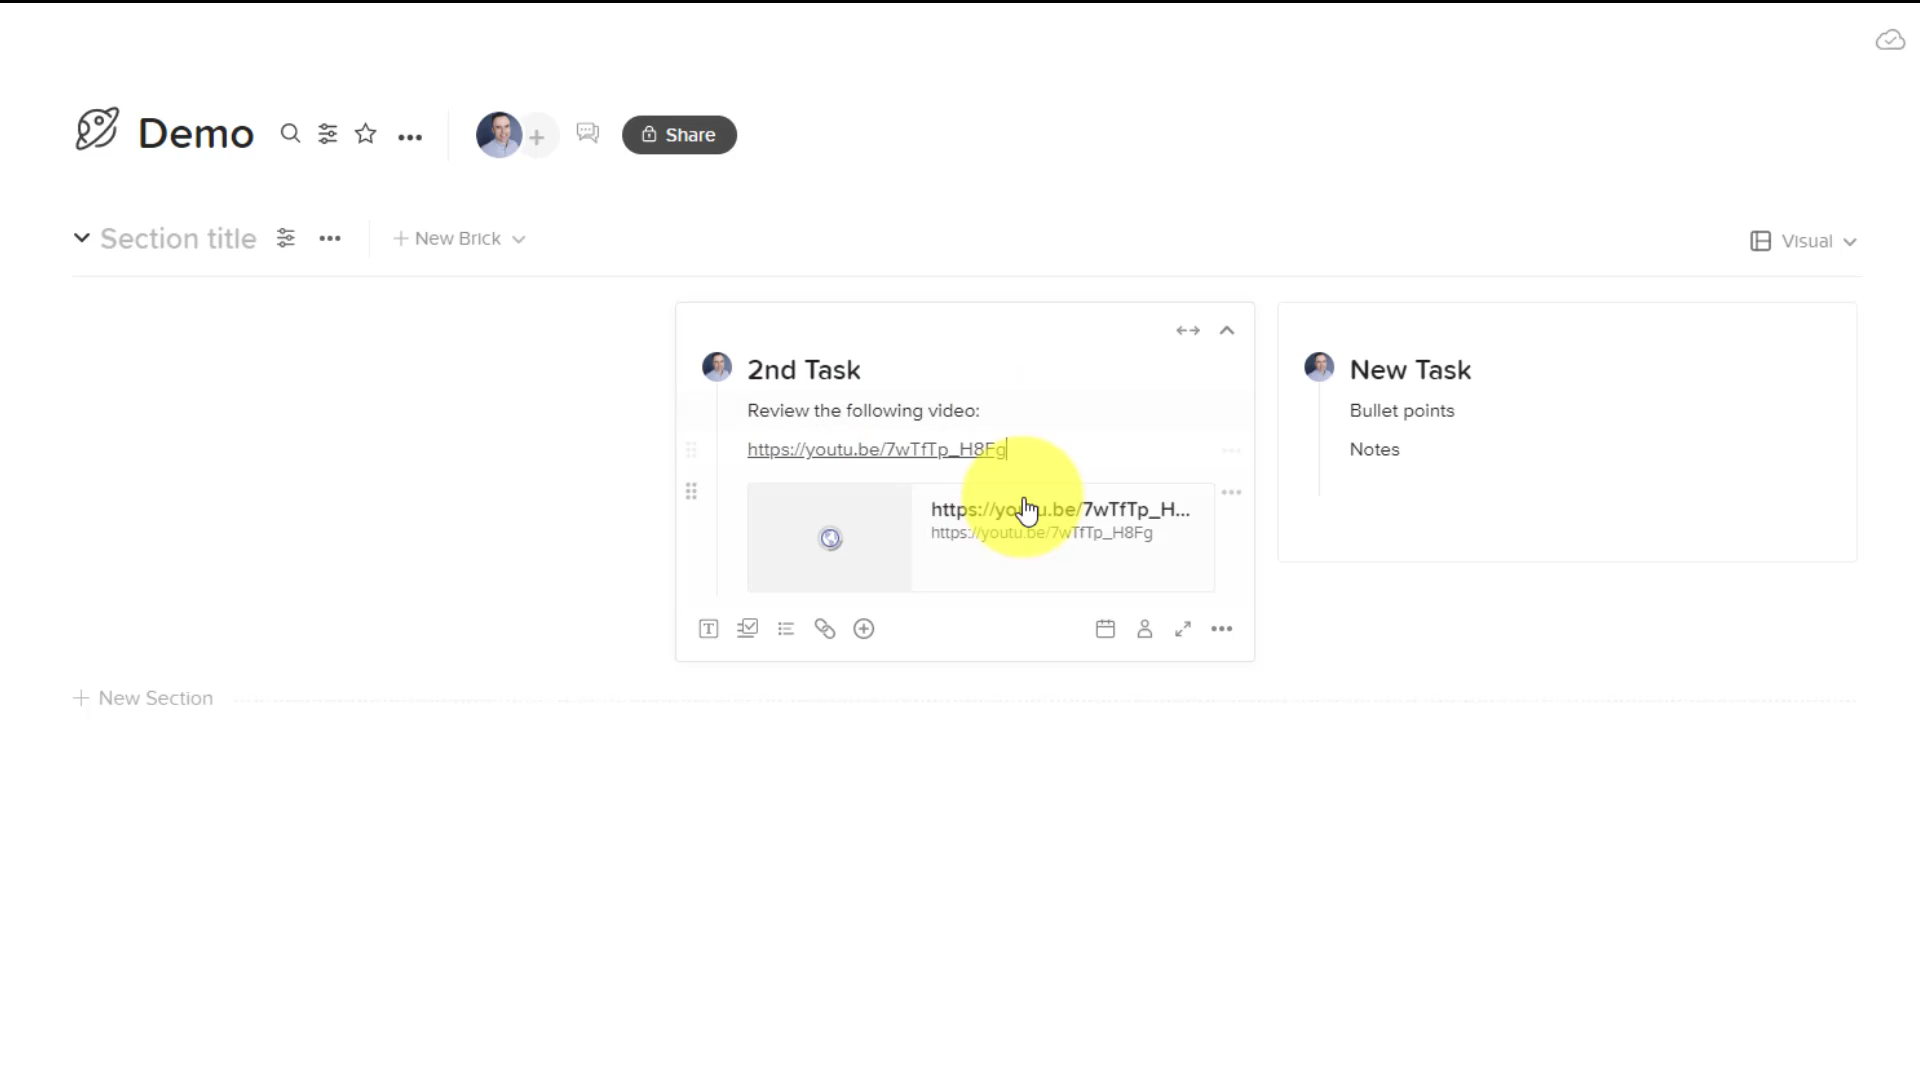 Demo
Share
Section title
+ New Brick
Visual
2nd Task
Review the following video:
https://youtu.be/7wTfTp_H8Fg
https://youtu.be/7wTfTp_H...
https://youtu.be/7wTfTp_H8Fg
New Task
Bullet points
Notes
+ New Section